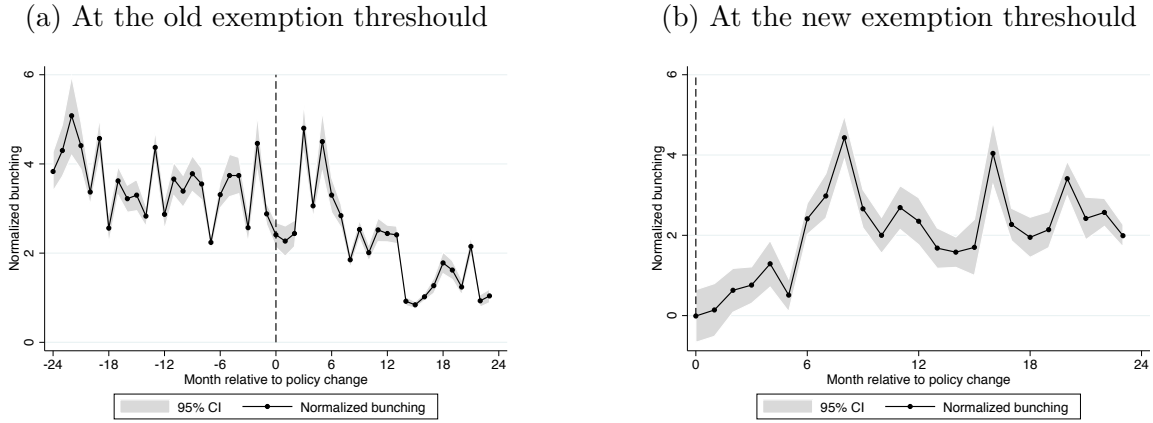 (a) At the old exemption threshould
(b) At the new exemption threshould
Normalized bunching
6
4
2
0
-24 -18 -12 -6 0 6 12 18 24
Month relative to policy change
95% CI Normalized bunching
Normalized bunching
6
4
2
0
0 6 12 18 24
Month relative to policy change
95% CI Normalized bunching